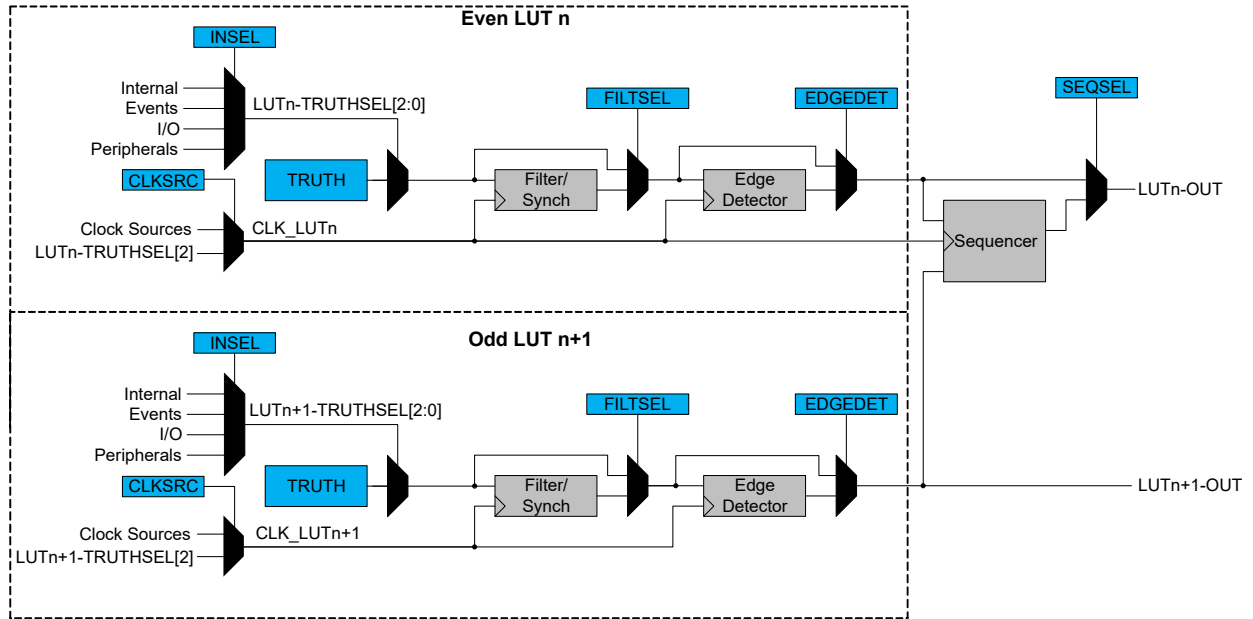 Even LUT n
INSEL
Internal
Events
I/O
Peripherals
LUTn-TRUTHSEL[2:0]
FILTSEL
EDGEDET
SEQSEL
CLKSRC
TRUTH
Filter/
Synch
Edge
Detector
LUTn-OUT
Clock Sources
LUTn-TRUTHSEL[2]
CLK_LUTn
Sequencer
Odd LUT n+1
INSEL
Internal
Events
I/O
Peripherals
LUTn+1-TRUTHSEL[2:0]
FILTSEL
EDGEDET
CLKSRC
TRUTH
Filter/
Synch
Edge
Detector
LUTn+1-OUT
Clock Sources
LUTn+1-TRUTHSEL[2]
CLK_LUTn+1